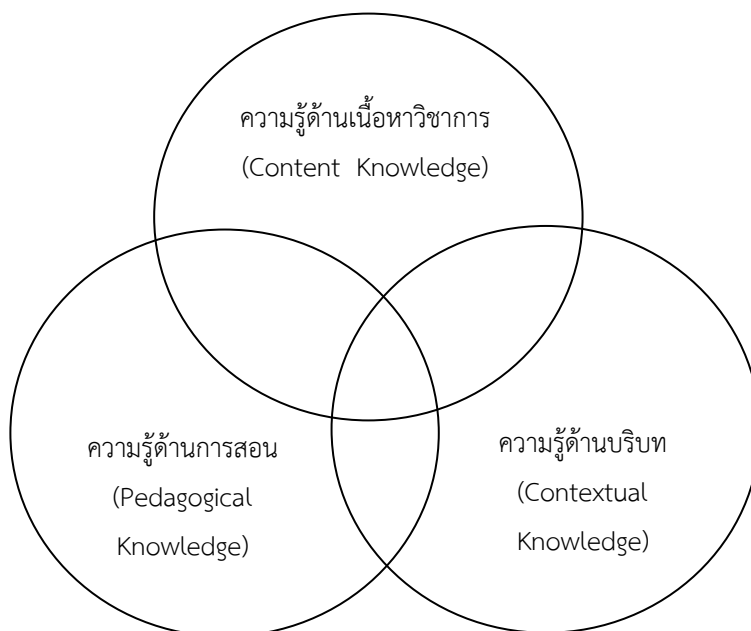 ความรู้ด้านเนื้อหาวิชาการ
(Content Knowledge)
ความรู้ด้านการสอน
(Pedagogical
Knowledge)
ความรู้ด้านบริบท
(Contextual
Knowledge)